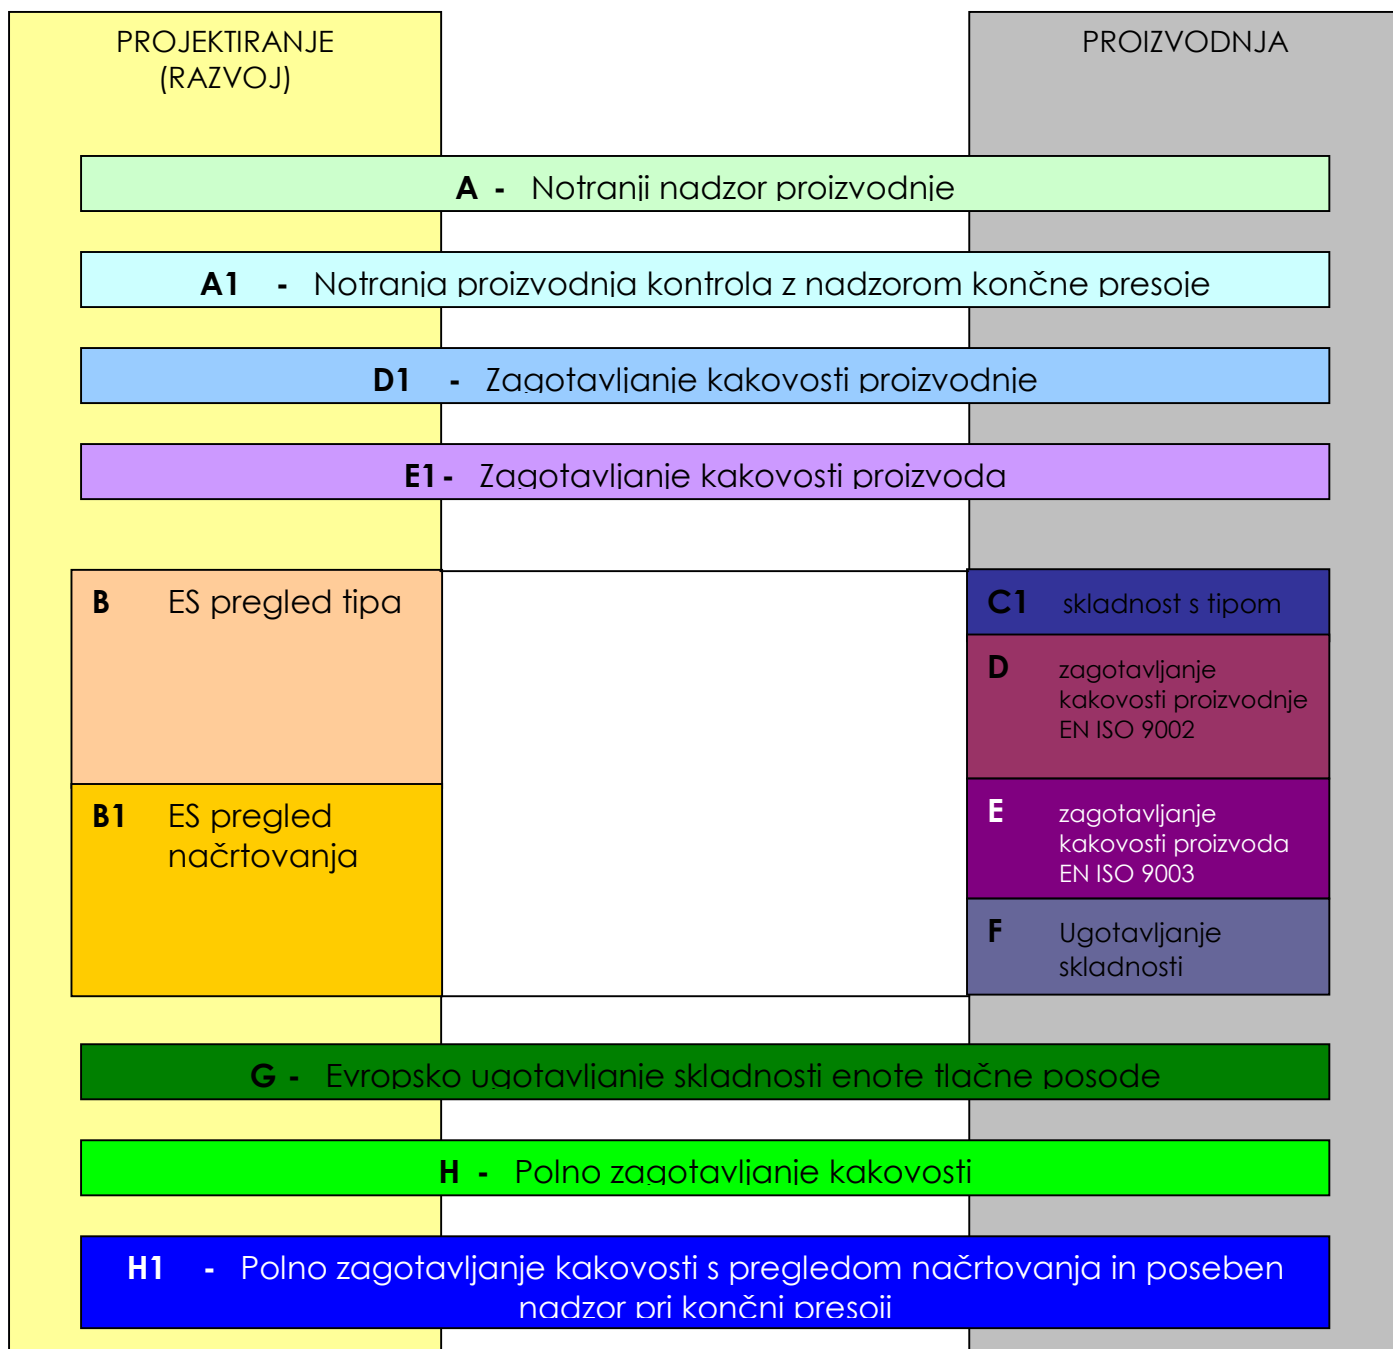 PROJEKTIRANJE
(RAZVOJ)
PROIZVODNJA
A - Notranji nadzor proizvodnje
A1 - Notranja proizvodnja kontrola z nadzorom končne presoje
D1 - Zagotavljanje kakovosti proizvodnje
E1 - Zagotavljanje kakovosti proizvoda
B ES pregled tipa
B1 ES pregled
načrtovanja
C1 skladnost s tipom
D zagotavljanje
kakovosti proizvodnje
EN ISO 9002
E zagotavljanje
kakovosti proizvoda
EN ISO 9003
F Ugotavljanje
skladnosti
G - Evropsko ugotavljanje skladnosti enote tlačne posode
H - Polno zagotavljanje kakovosti
H1 - Polno zagotavljanje kakovosti s pregledom načrtovanja in poseben
nadzor pri končni presoji